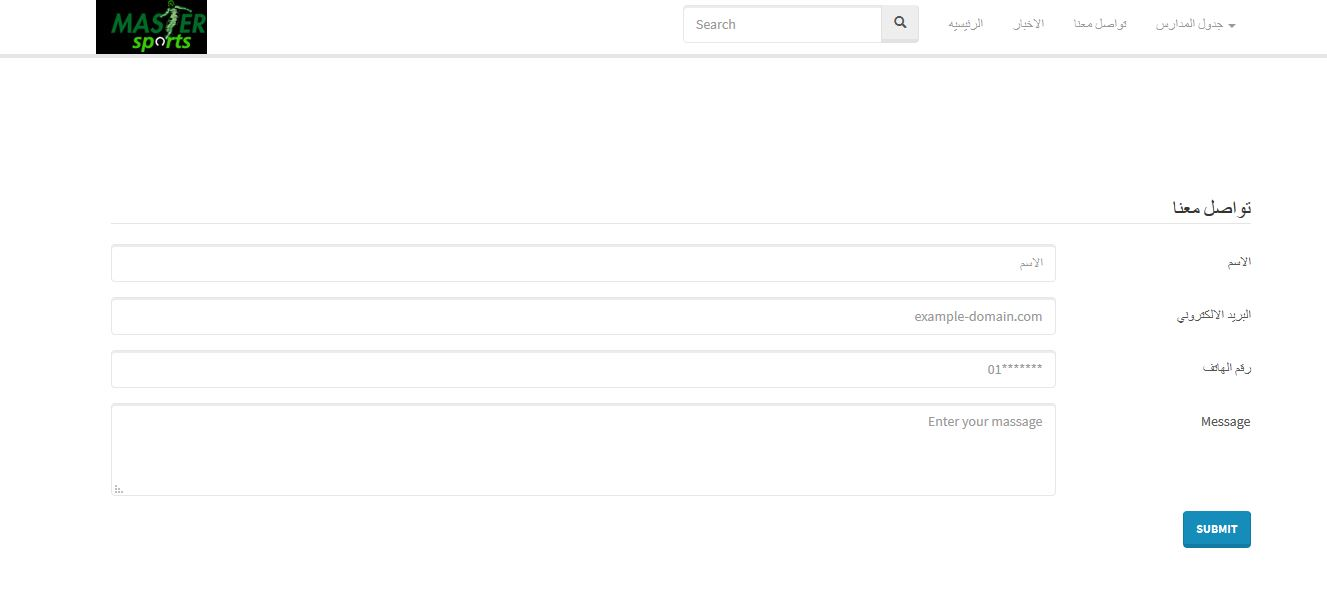 MASTER
sports
Search
الرئيسيه
الاخبار
تواصل معنا
جدول المدارس
تواصل معنا
الاسم
الاسم
البريد الالكتروني
example-domain.com
رقم الهاتف
01*******
Message
Enter your massage
SUBMIT